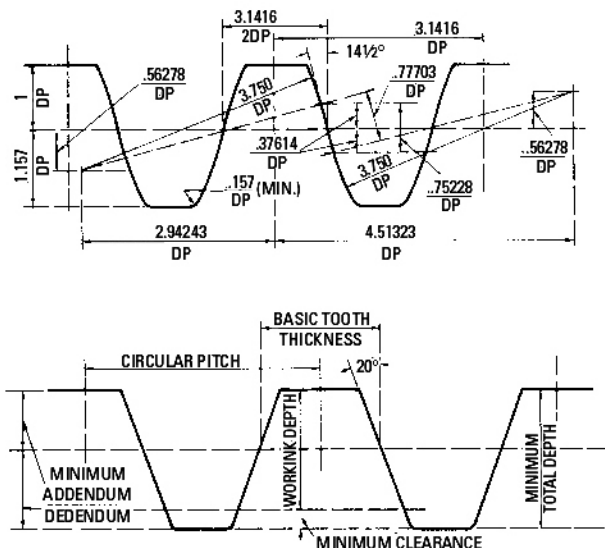 3.1416
2DP
3.1416
DP
14½°
.56278
DP
1
DP
1.157
DP
3.750
DP
.77703
DP
.37614
DP
3.750
DP
.56278
DP
.75228
DP
.157 (MIN.)
DP
2.94243
DP
4.51323
DP
BASIC TOOTH
THICKNESS
CIRCULAR PITCH
20°
WORKINK DEPTH
MINIMUM
TOTAL DEPTH
MINIMUM
ADDENDUM
DEDENDUM
MINIMUM CLEARANCE